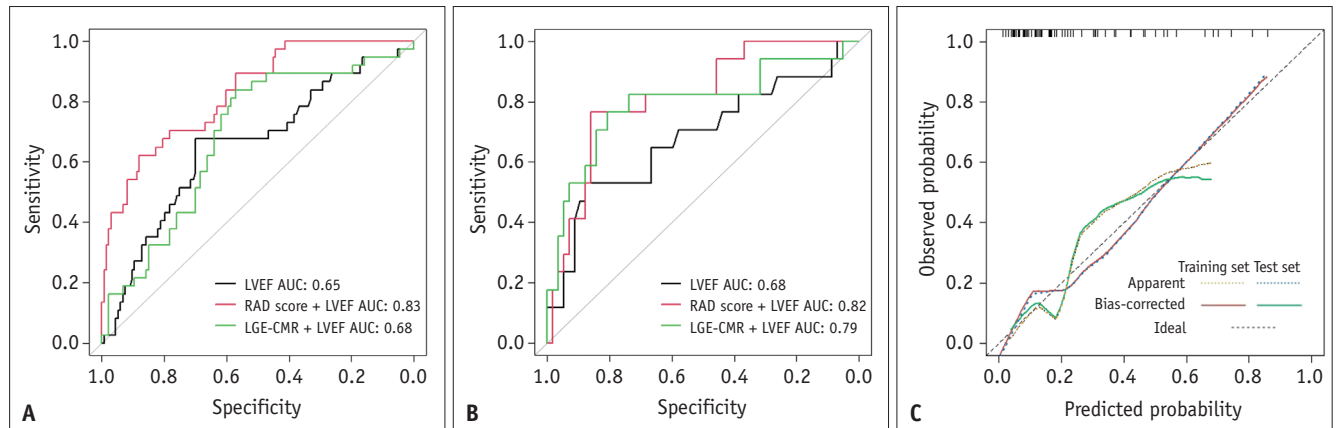 1.0
0.8
0.6
0.4
0.2
0.0
Sensitivity
LVEF AUC: 0.65
RAD score + LVEF AUC: 0.83
LGE-CMR + LVEF AUC: 0.68
1.0 0.8 0.6 0.4 0.2 0.0
Specificity
A
1.0
0.8
0.6
0.4
0.2
0.0
Sensitivity
LVEF AUC: 0.68
RAD score + LVEF AUC: 0.82
LGE-CMR + LVEF AUC: 0.79
1.0 0.8 0.6 0.4 0.2 0.0
Specificity
B
1.0
0.8
0.6
0.4
0.2
0.0
Observed probability
Training set Test set
Apparent
Bias-corrected
Ideal
0.0 0.2 0.4 0.6 0.8 1.0
Predicted probability
C